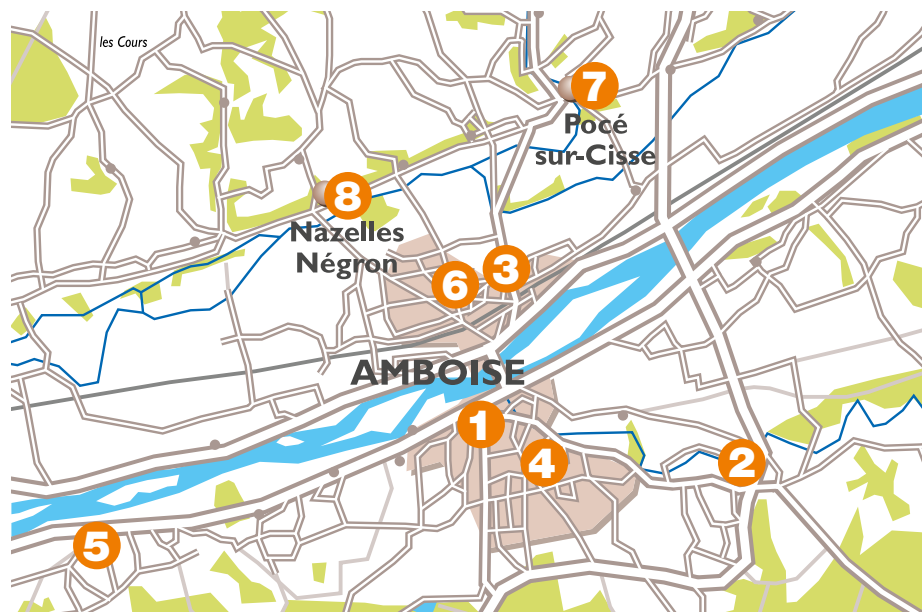 les Cours
7
Pocé
sur-Cisse
8
Nazelles
Négron
3
6
AMBOISE
1
4
2
5